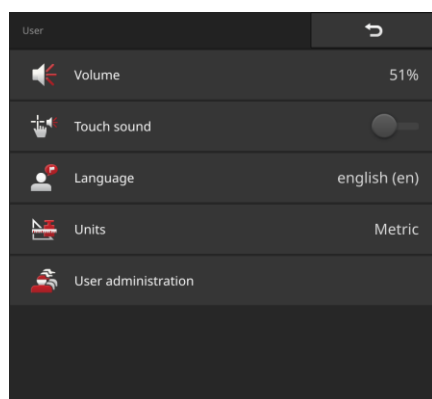 User
Volume 51%
Touch sound
Language english (en)
Units Metric
User administration